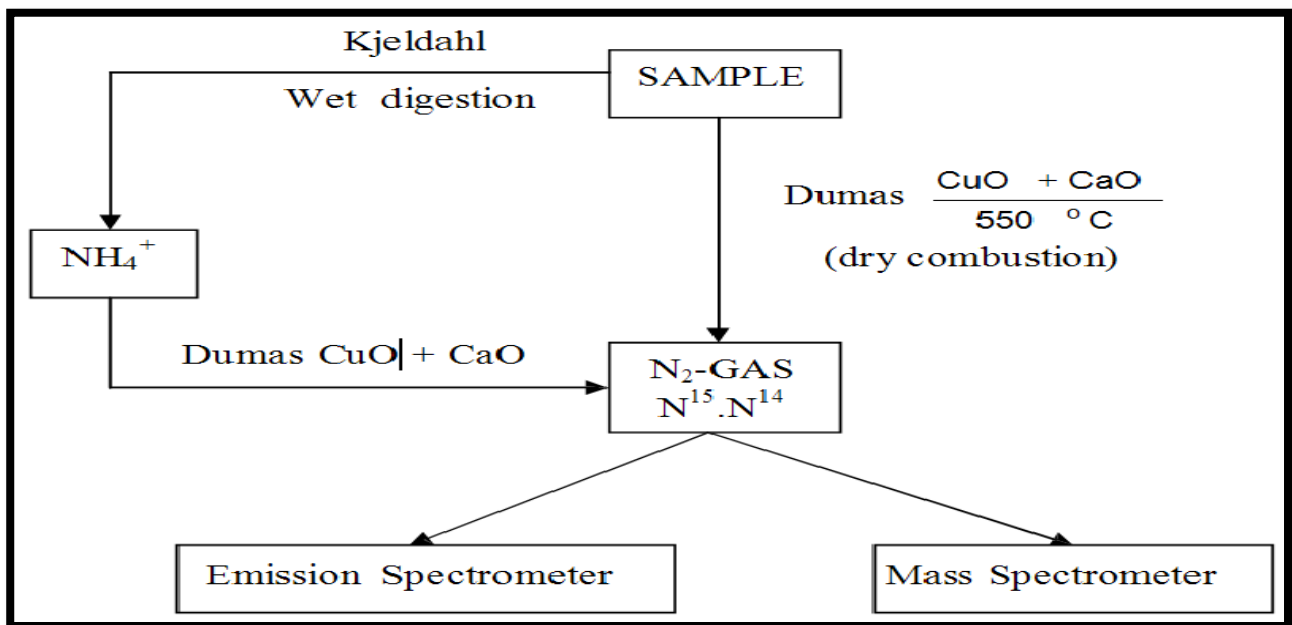 Kjeldahl
Wet digestion
SAMPLE
Dumas CuO + CaO
550 °C
(dry combustion)
NH₄⁺
Dumas CuO + CaO
N₂-GAS
N¹⁵.N¹⁴
Emission Spectrometer
Mass Spectrometer